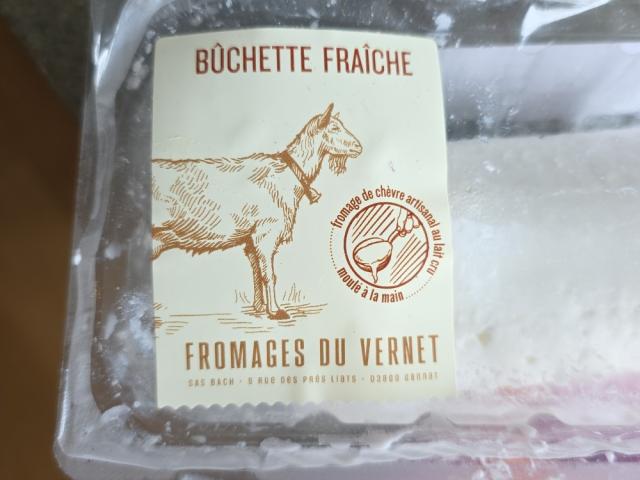 BÛCHETTE FRAÎCHE
fromage de chèvre artisanal au lait cru
moulé à la main
FROMAGES DU VERNET
SAS BACH - 9 RUE DES PRÉS LIATS - 03800 GANNAT